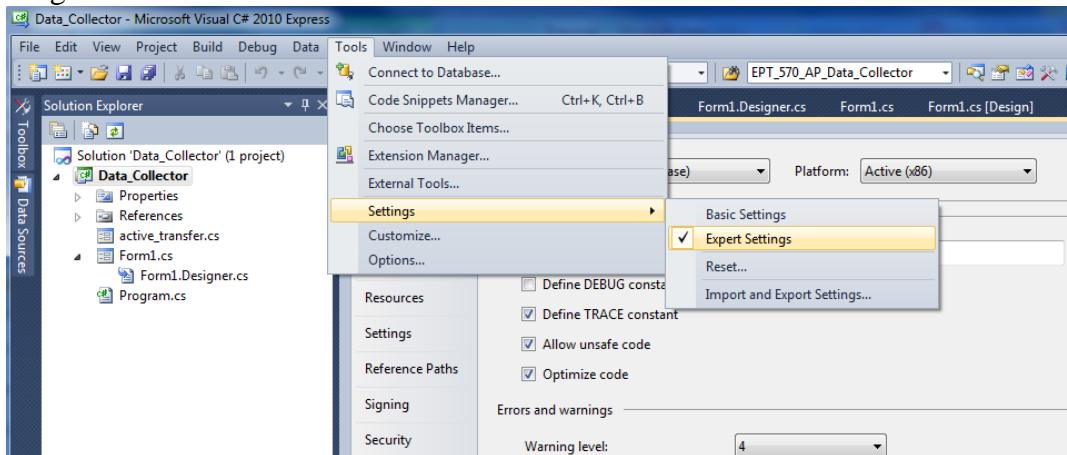 Data_Collector - Microsoft Visual C# 2010 Express
File Edit View Project Build Debug Data Tools Window Help
EPT_570_AP_Data_Collector
Toolbox
Data Sources
Solution Explorer
Solution 'Data_Collector' (1 project)
Data_Collector
Properties
References
active_transfer.cs
Form1.cs
Form1.Designer.cs
Program.cs
Connect to Database...
Code Snippets Manager... Ctrl+K, Ctrl+B
Choose Toolbox Items...
Extension Manager...
External Tools...
Settings
Customize...
Options...
Basic Settings
Expert Settings
Reset...
Import and Export Settings...
Form1.Designer.cs Form1.cs Form1.cs [Design]
Platform: Active (x86)
Resources
Settings
Reference Paths
Signing
Security
Define DEBUG consta
Define TRACE constant
Allow unsafe code
Optimize code
Errors and warnings
Warning level: 4